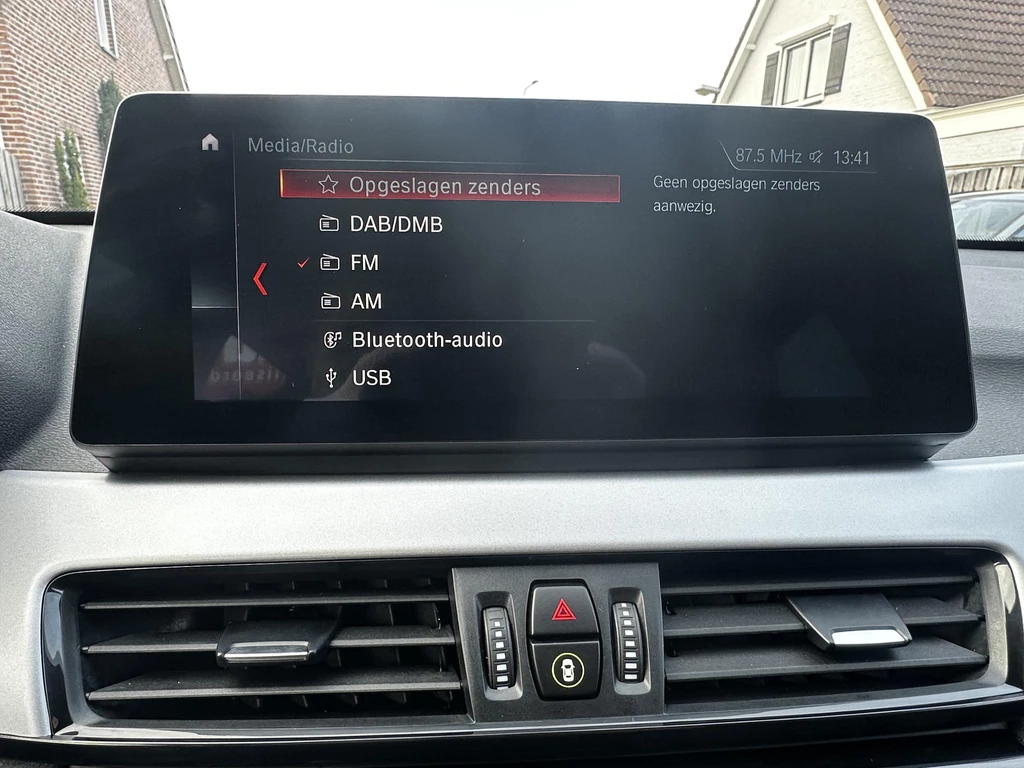 Media/Radio
87.5 MHz 13:41
Opgeslagen zenders
DAB/DMB
FM
AM
Bluetooth-audio
USB
Geen opgeslagen zenders
aanwezig.